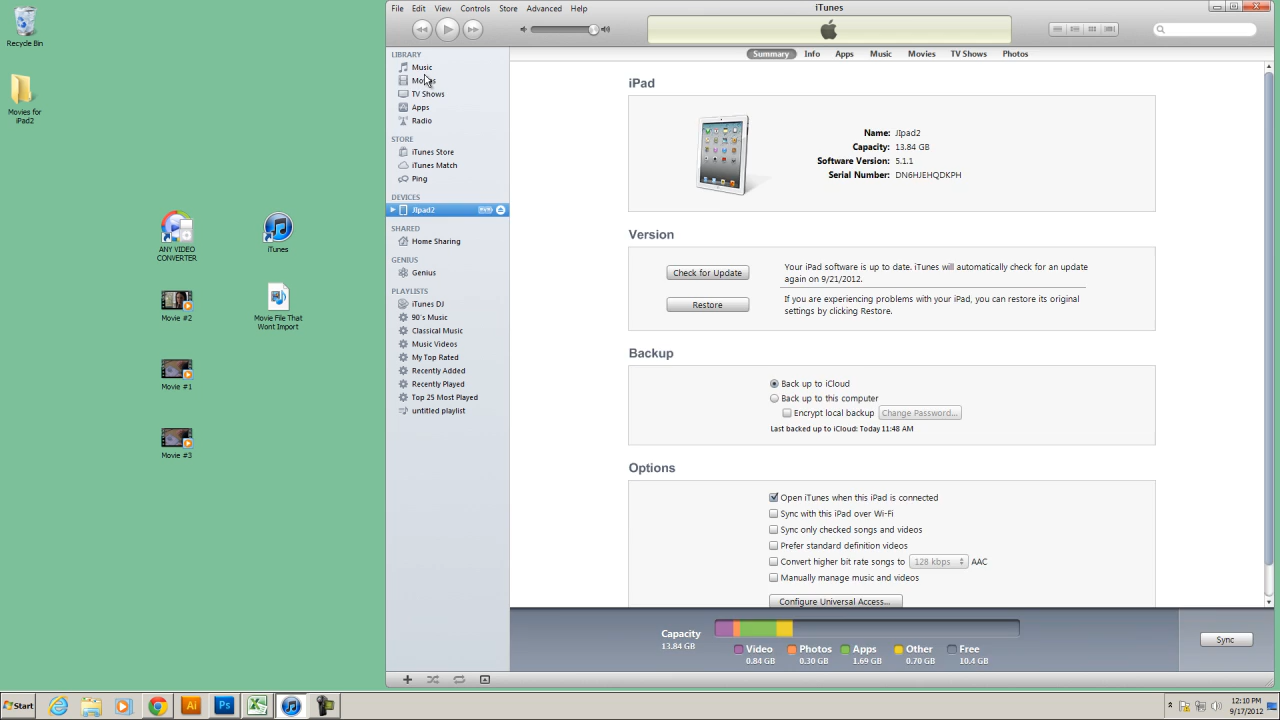 Recycle Bin
Movies for
iPad2
ANY VIDEO
CONVERTER
iTunes
Movie #2
Movie File That
Wont Import
Movie #1
Movie #3
File Edit View Controls Store Advanced Help
iTunes
LIBRARY
Music
TV Shows
Apps
Radio
STORE
iTunes Store
iTunes Match
Ping
DEVICES
JIpad2
SHARED
Home Sharing
GENIUS
Genius
PLAYLISTS
iTunes DJ
90's Music
Classical Music
Music Videos
My Top Rated
Recently Added
Recently Played
Top 25 Most Played
untitled playlist
Summary Info Apps Music Movies TV Shows Photos
iPad
Name: JIpad2
Capacity: 13.84 GB
Software Version: 5.1.1
Serial Number: DN6HJEHQDKPH
Version
Check for Update
Your iPad software is up to date. iTunes will automatically check for an update
again on 9/21/2012.
Restore
If you are experiencing problems with your iPad, you can restore its original
settings by clicking Restore.
Backup
Back up to iCloud
Back up to this computer
Encrypt local backup Change Password...
Last backed up to iCloud: Today 11:48 AM
Options
Open iTunes when this iPad is connected
Sync with this iPad over Wi-Fi
Sync only checked songs and videos
Prefer standard definition videos
Convert higher bit rate songs to 128 kbps AAC
Manually manage music and videos
Configure Universal Access...
Capacity
13.84 GB
Video
0.84 GB
Photos
0.30 GB
Apps
1.69 GB
Other
0.70 GB
Free
10.4 GB
Sync
Start
Ai
Ps
12:10 PM
9/17/2012